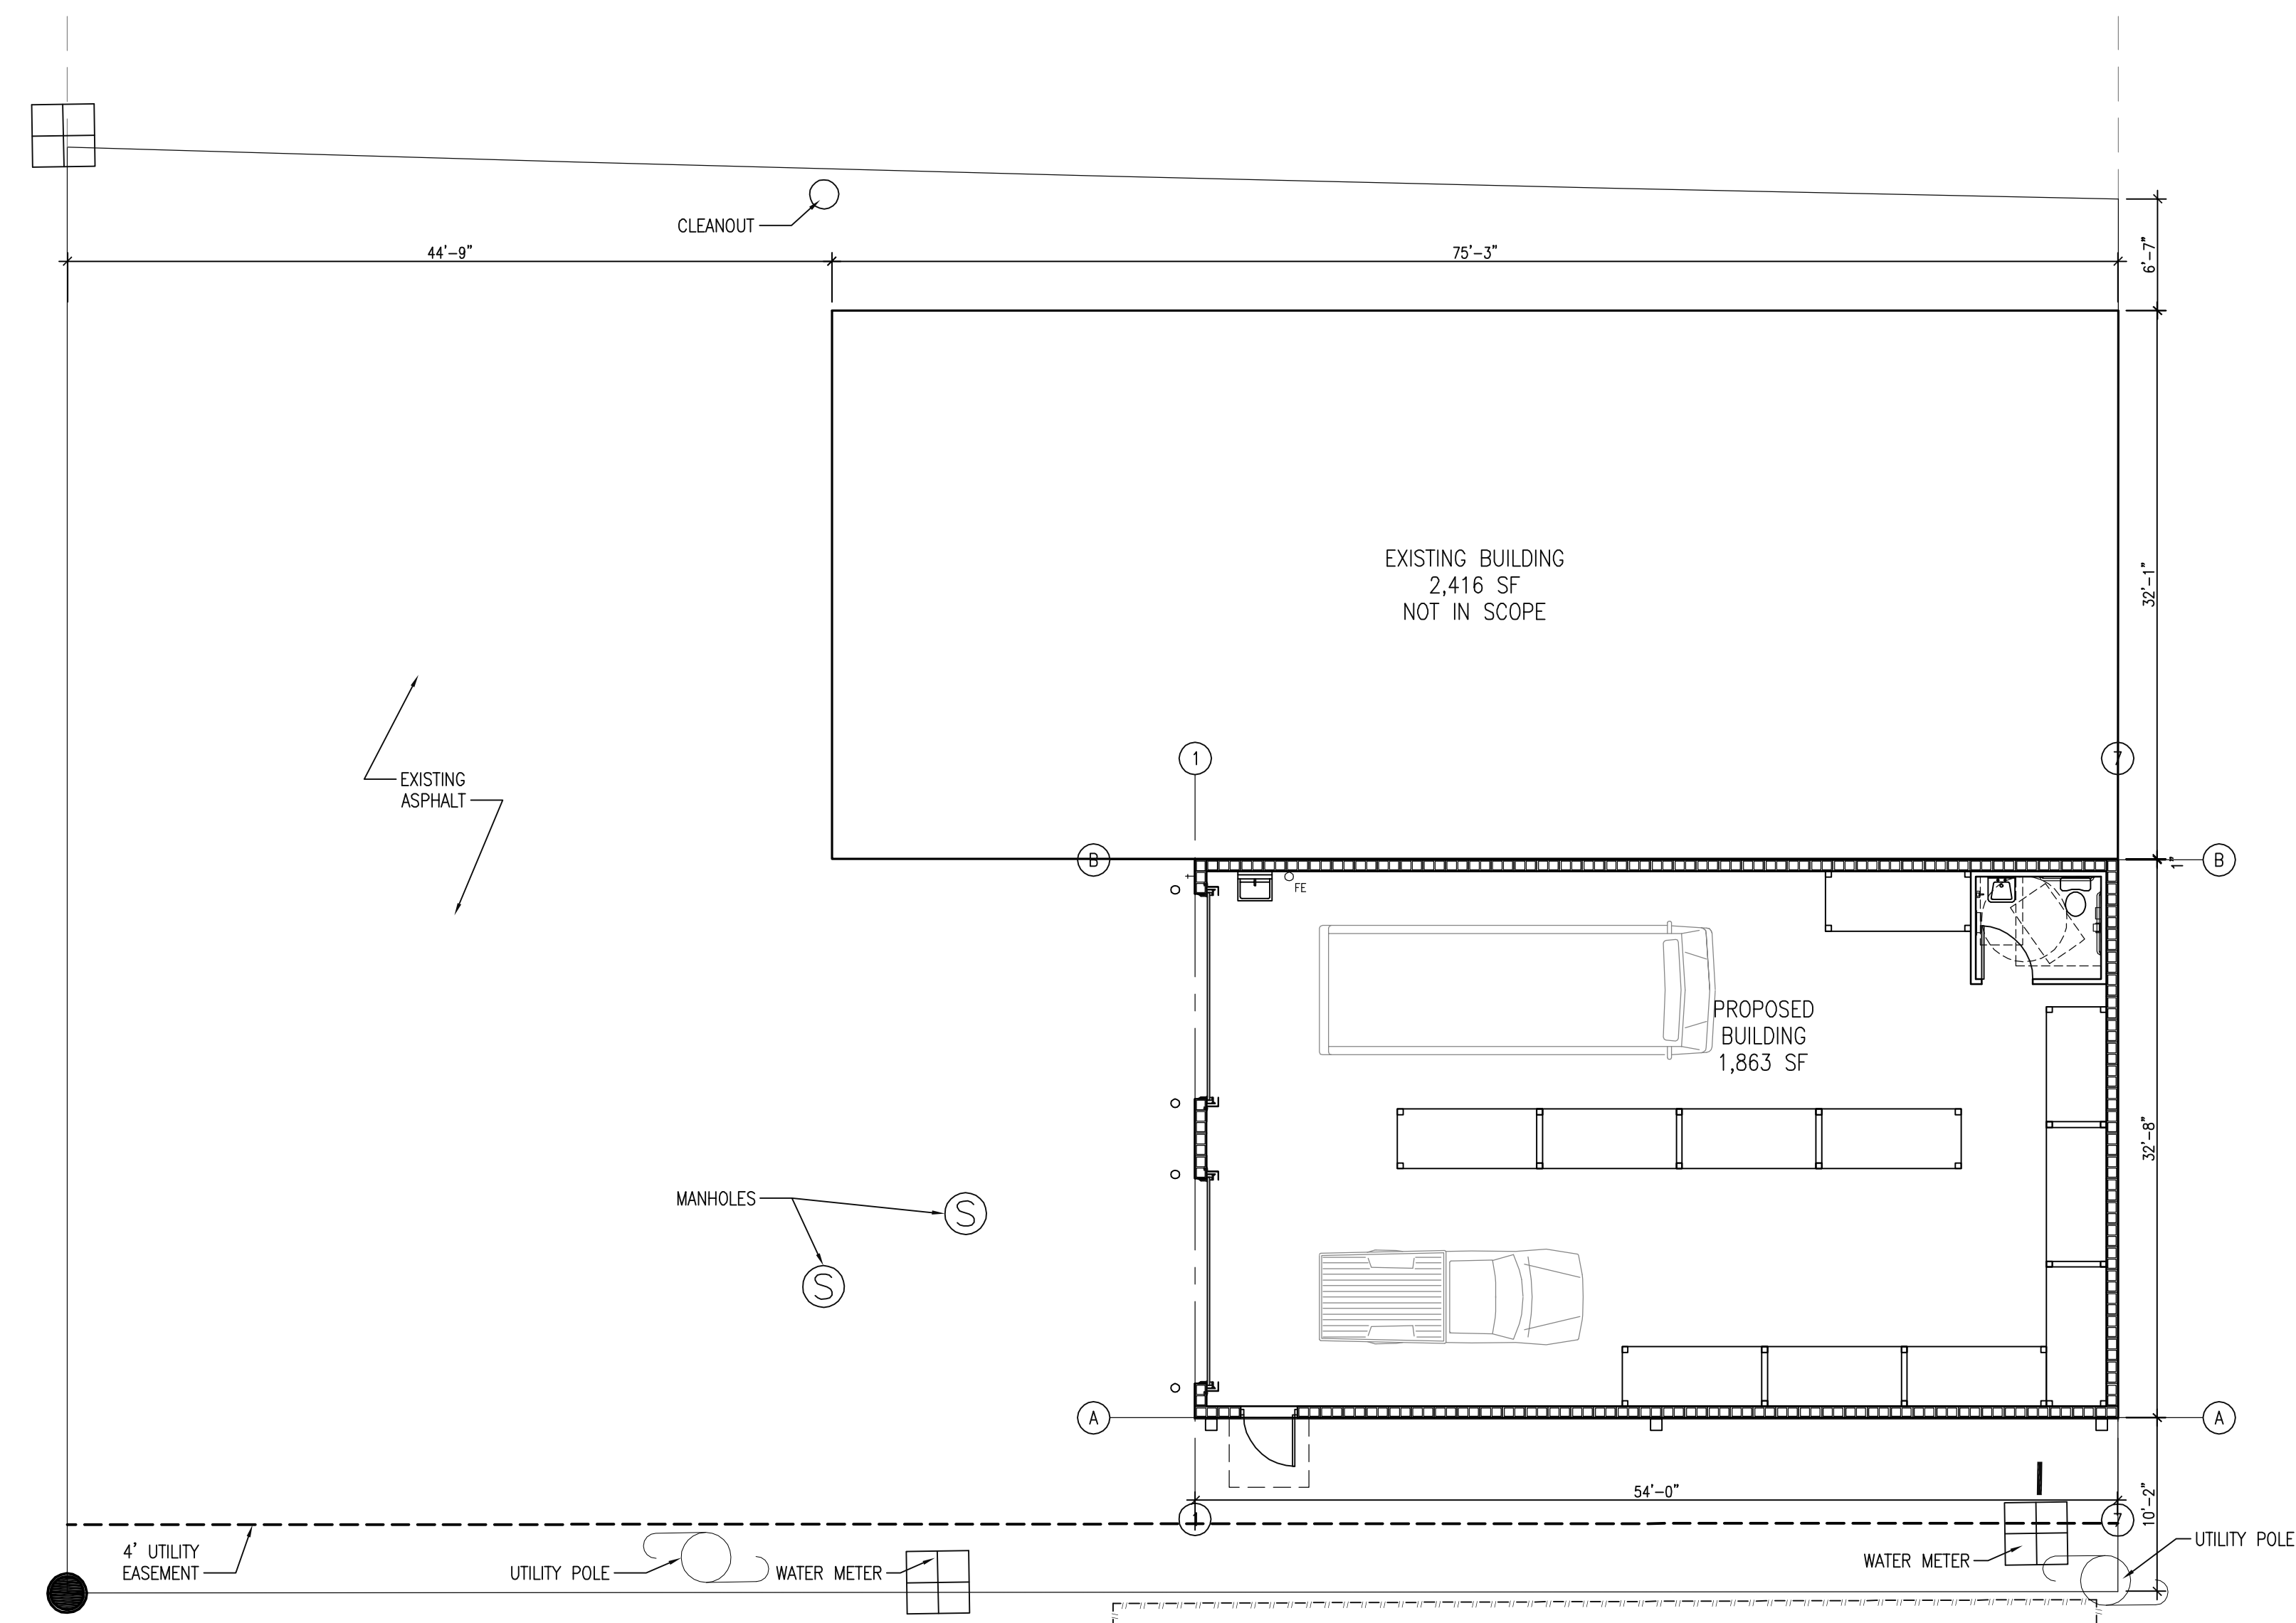 CLEANOUT
44'-9"
75'-3"
6'-7"
EXISTING BUILDING
2,416 SF
NOT IN SCOPE
32'-1"
1
7
EXISTING
ASPHALT
B
B
1"
FE
PROPOSED
BUILDING
1,863 SF
32'-8"
MANHOLES
S
S
A
A
54'-0"
10'-2"
1
7
4' UTILITY
EASEMENT
UTILITY POLE
WATER METER
WATER METER
UTILITY POLE